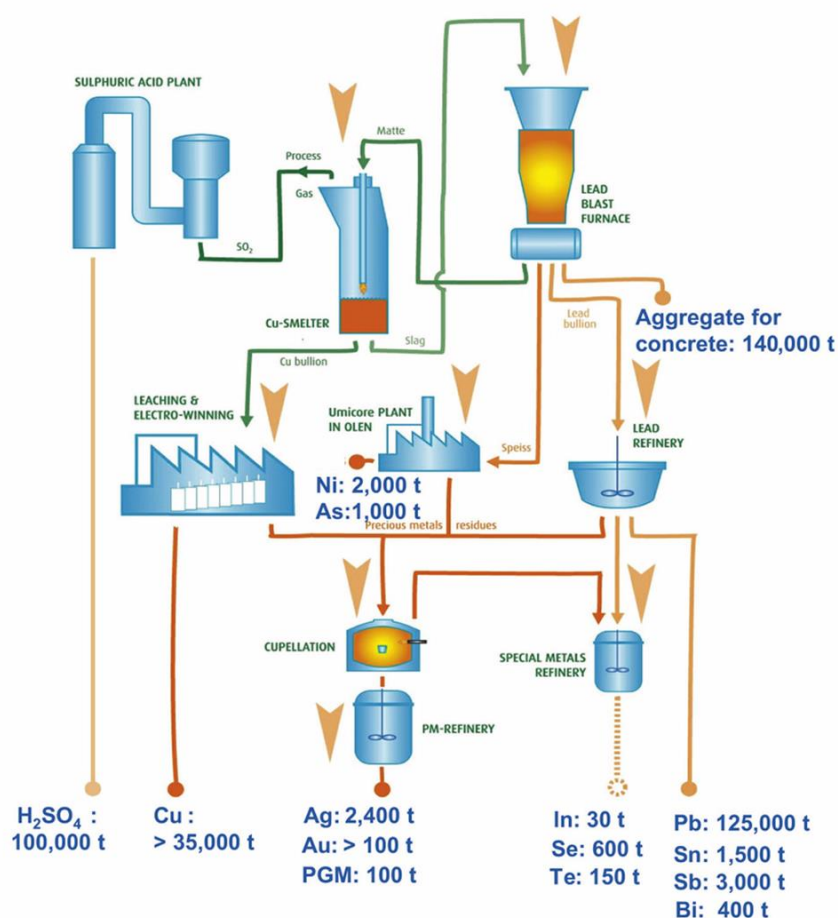 SULPHURIC ACID PLANT
Matte
Process
Gas
SO₂
LEAD
BLAST
FURNACE
Cu-SMELTER
Slag
Cu bullion
Lead
bullion
Aggregate for
concrete: 140,000 t
LEACHING &
ELECTRO-WINNING
Umicore PLANT
IN OLEN
Speiss
LEAD
REFINERY
Ni: 2,000 t
As:1,000 t
Precious metals residues
CUPELLATION
SPECIAL METALS
REFINERY
PM-REFINERY
H₂SO₄ :
100,000 t
Cu :
> 35,000 t
Ag: 2,400 t
Au: > 100 t
PGM: 100 t
In: 30 t
Se: 600 t
Te: 150 t
Pb: 125,000 t
Sn: 1,500 t
Sb: 3,000 t
Bi: 400 t